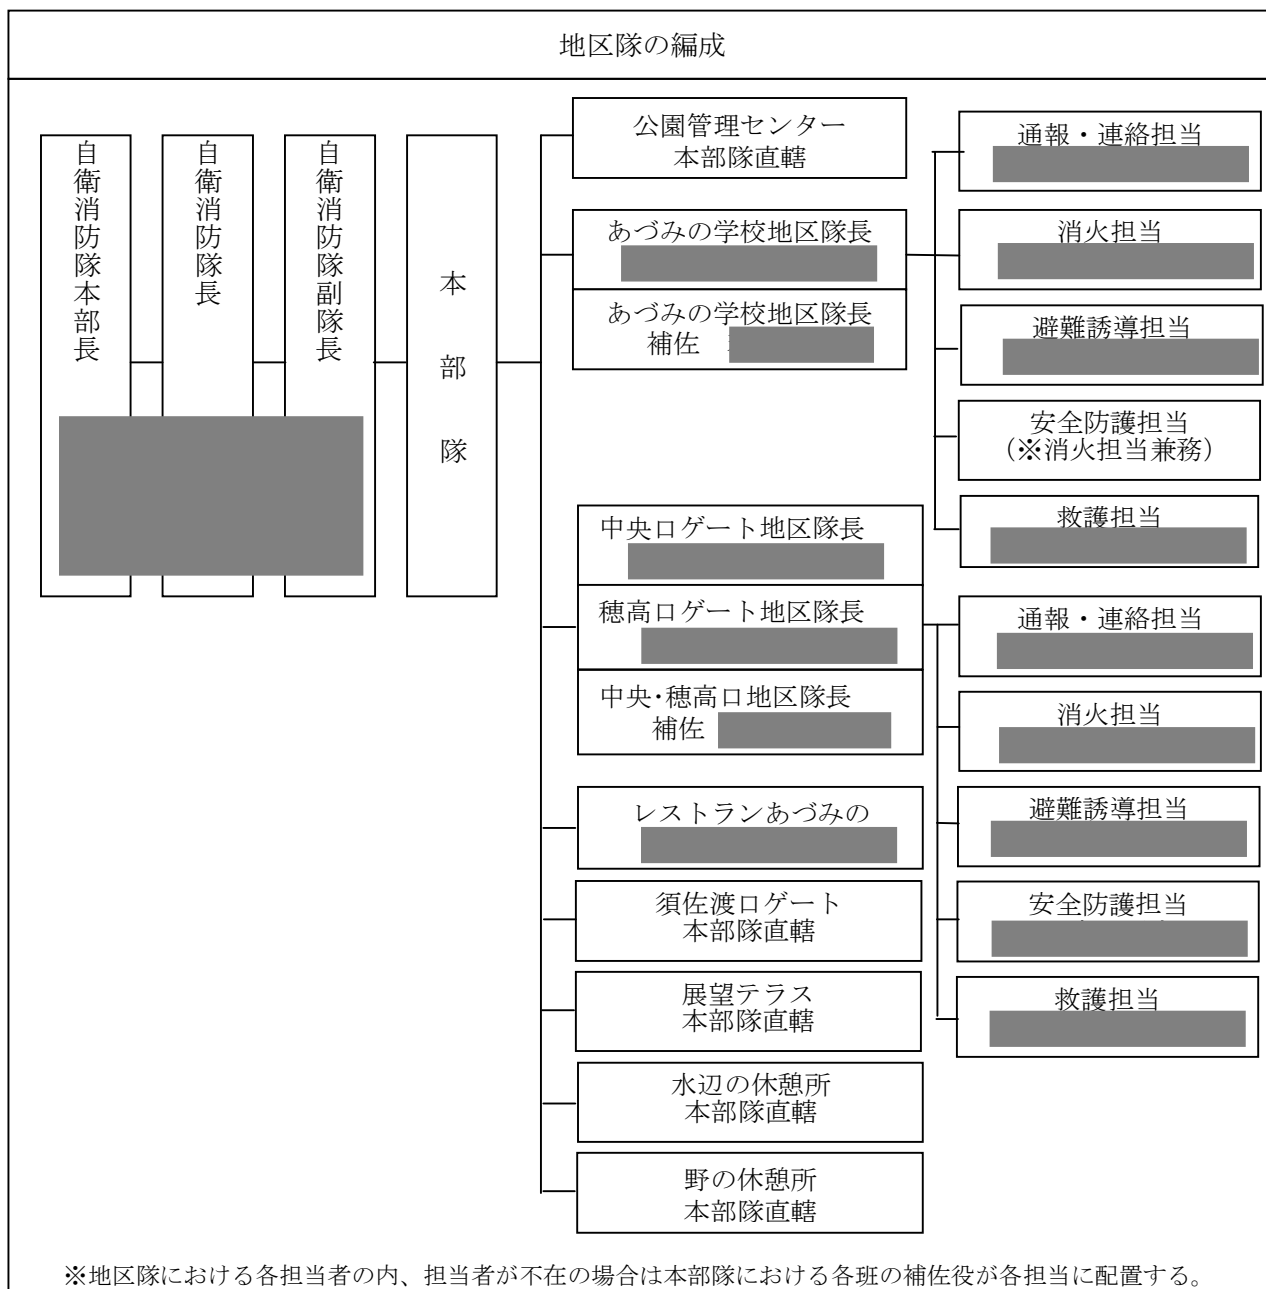 地区隊の編成
自衛消防隊本部長
自衛消防隊長
自衛消防隊副隊長
本部隊
公園管理センター
本部隊直轄
あづみの学校地区隊長
あづみの学校地区隊長
補佐
中央口ゲート地区隊長
穂高口ゲート地区隊長
中央・穂高口地区隊長
補佐
レストランあづみの
須佐渡口ゲート
本部隊直轄
展望テラス
本部隊直轄
水辺の休憩所
本部隊直轄
野の休憩所
本部隊直轄
通報・連絡担当
消火担当
避難誘導担当
安全防護担当
（※消火担当兼務）
救護担当
通報・連絡担当
消火担当
避難誘導担当
安全防護担当
救護担当
※地区隊における各担当者の内、担当者が不在の場合は本部隊における各班の補佐役が各担当に配置する。